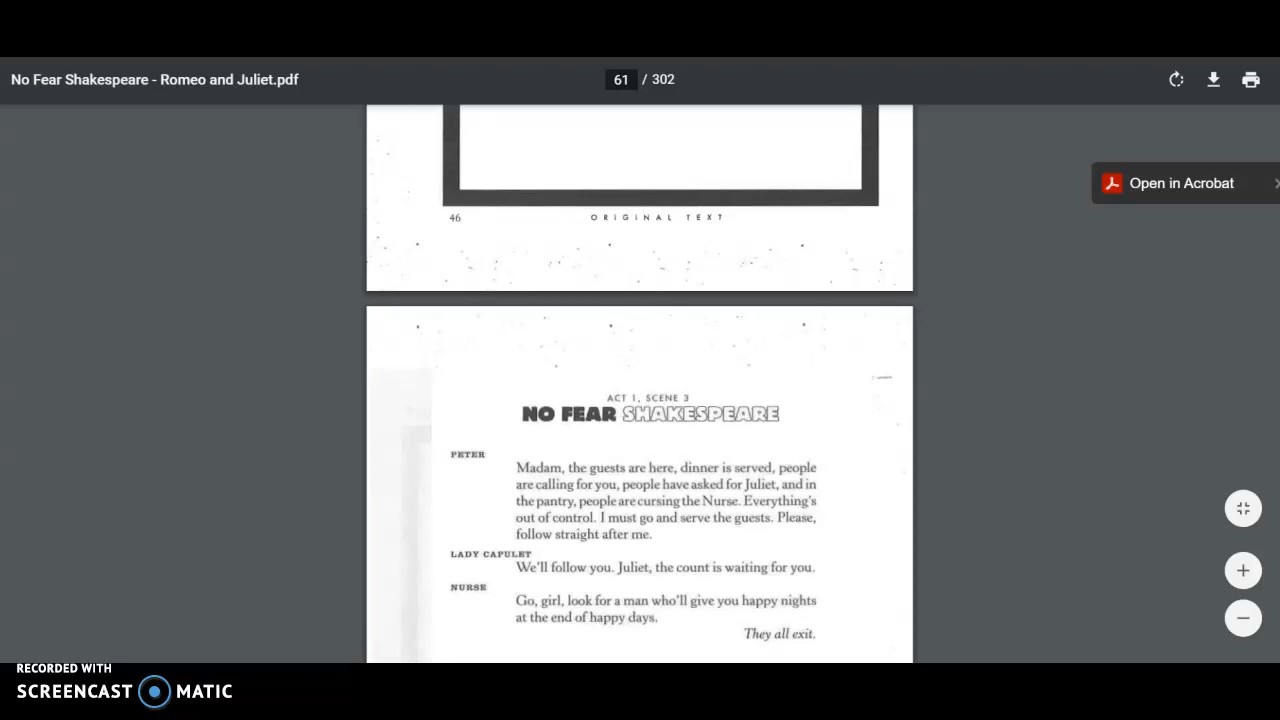 No Fear Shakespeare - Romeo and Juliet.pdf
61 / 302
Open in Acrobat
46 ORIGINAL TEXT
ACT 1, SCENE 3
NO FEAR SHAKESPEARE
PETER
Madam, the guests are here, dinner is served, people
are calling for you, people have asked for Juliet, and in
the pantry, people are cursing the Nurse. Everything's
out of control. I must go and serve the guests. Please,
follow straight after me.
LADY CAPULET
We'll follow you. Juliet, the count is waiting for you.
NURSE
Go, girl, look for a man who'll give you happy nights
at the end of happy days.
They all exit.
RECORDED WITH
SCREENCAST MATIC